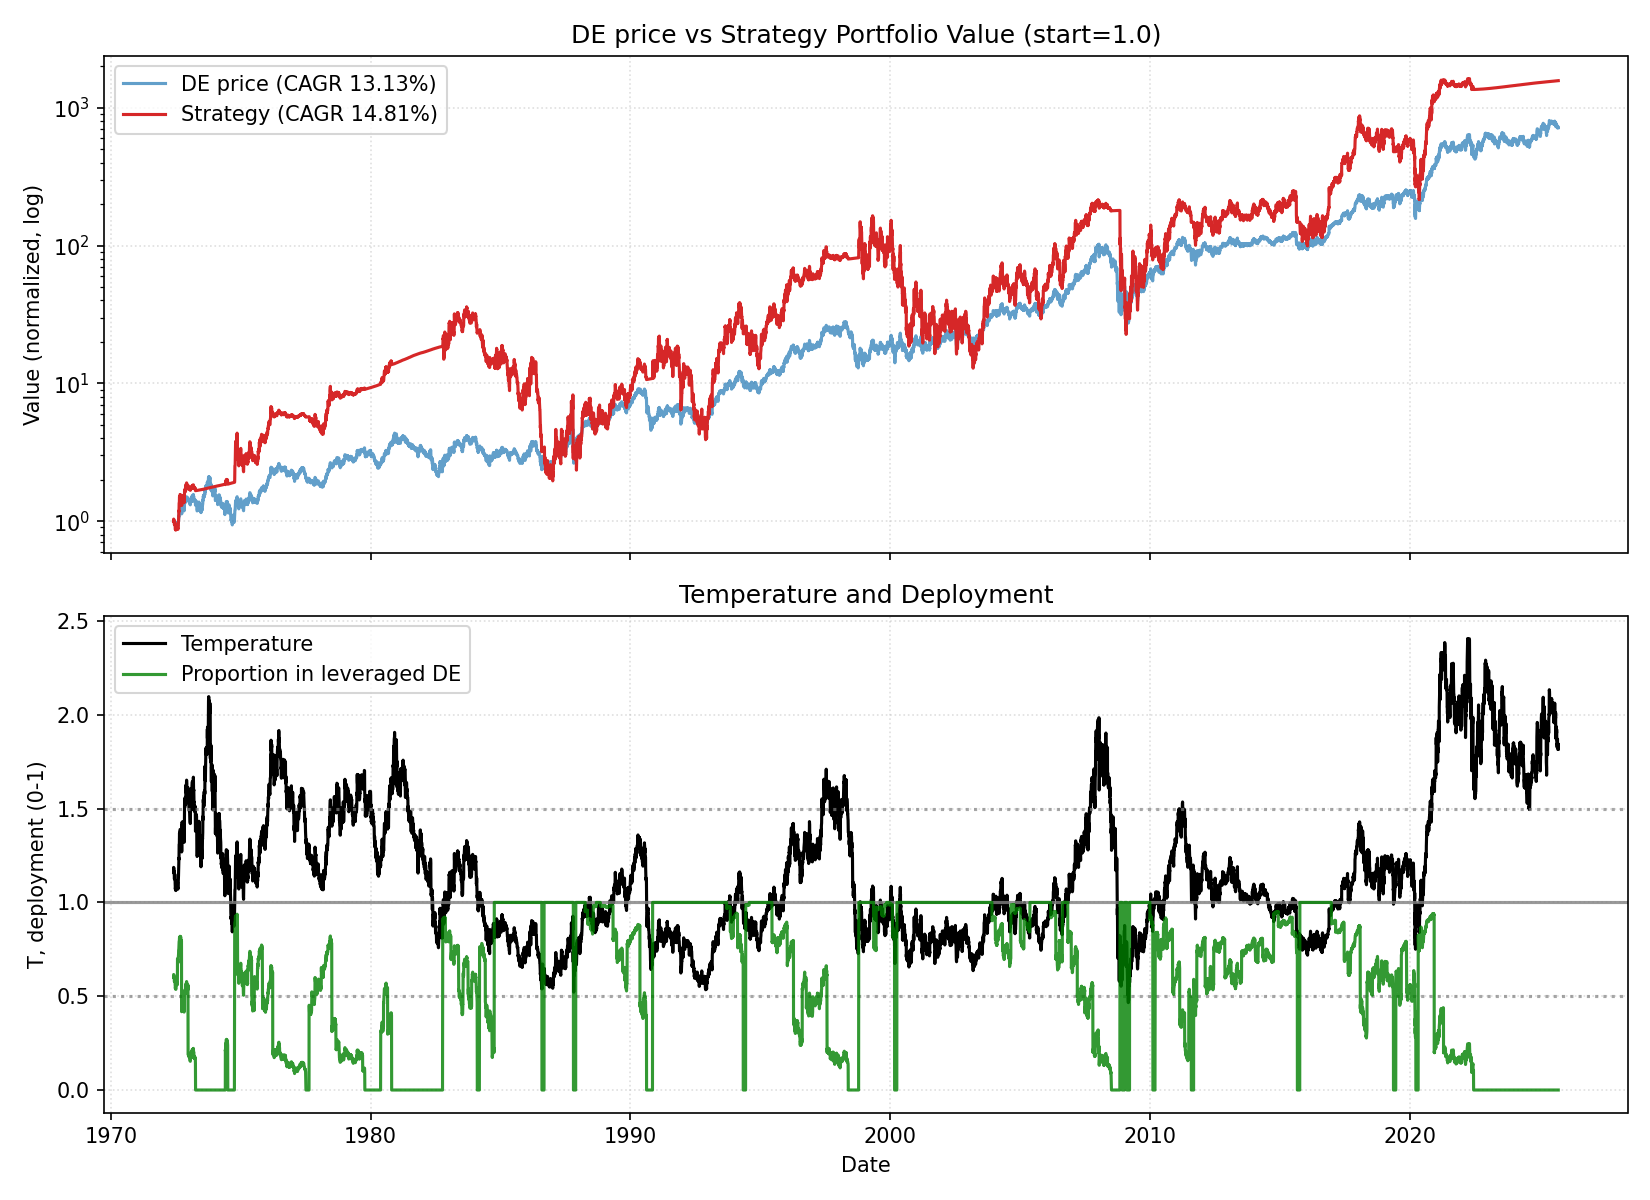 DE price vs Strategy Portfolio Value (start=1.0)
DE price (CAGR 13.13%)
Strategy (CAGR 14.81%)
Value (normalized, log)
10³
10²
10¹
10⁰
Temperature and Deployment
Temperature
Proportion in leveraged DE
T, deployment (0-1)
2.5
2.0
1.5
1.0
0.5
0.0
1970 1980 1990 2000 2010 2020
Date